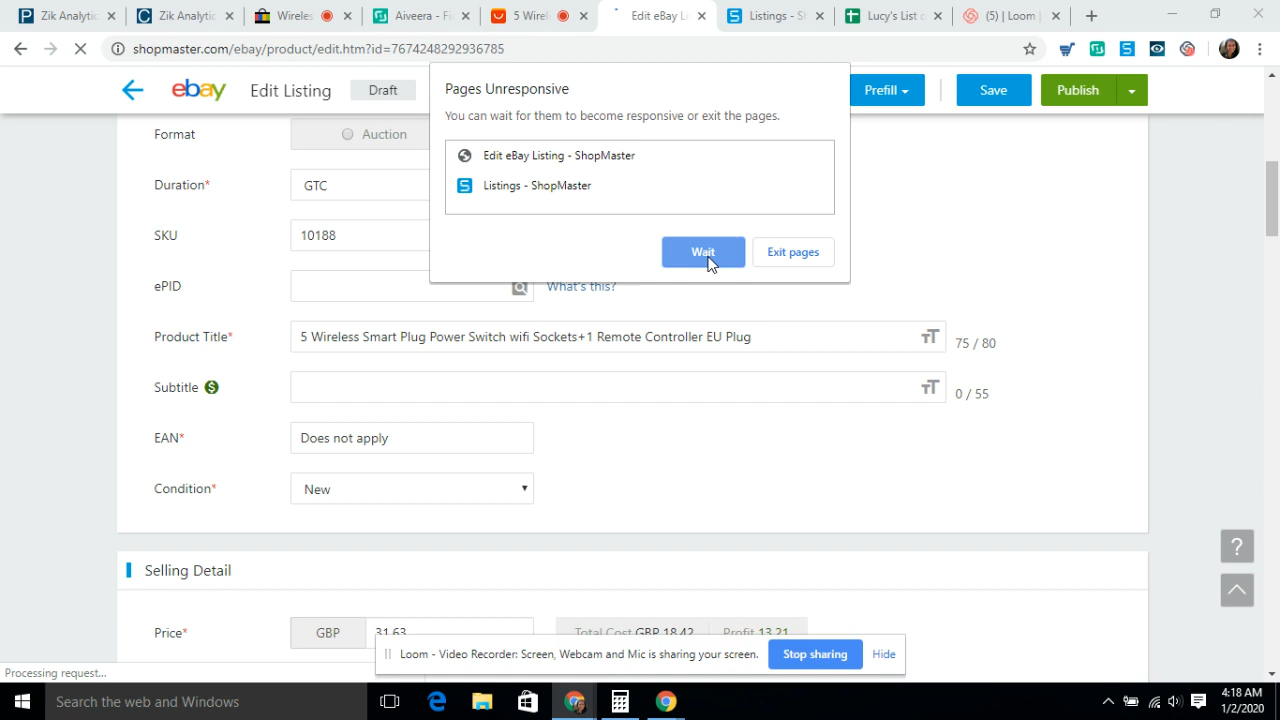 Zik Analytic
Zik Analytic
Wireles
Aiveera - Fi
5 Wirel
Edit eBay L
Listings - Sh
Lucy's List o
(5) | Loom |
shopmaster.com/ebay/product/edit.htm?id=7674248292936785
ebay
Edit Listing
Draft
Prefill
Save
Publish
Pages Unresponsive
You can wait for them to become responsive or exit the pages.
Edit eBay Listing - ShopMaster
Listings - ShopMaster
Wait
Exit pages
Format
Auction
Duration*
GTC
SKU
10188
ePID
What's this?
Product Title*
5 Wireless Smart Plug Power Switch wifi Sockets+1 Remote Controller EU Plug
75 / 80
Subtitle
0 / 55
EAN*
Does not apply
Condition*
New
Selling Detail
Price*
GBP
31.63
Total Cost GBP 18.42
Profit 13.21
Loom - Video Recorder: Screen, Webcam and Mic is sharing your screen.
Stop sharing
Hide
Processing request...
Search the web and Windows
4:18 AM
1/2/2020